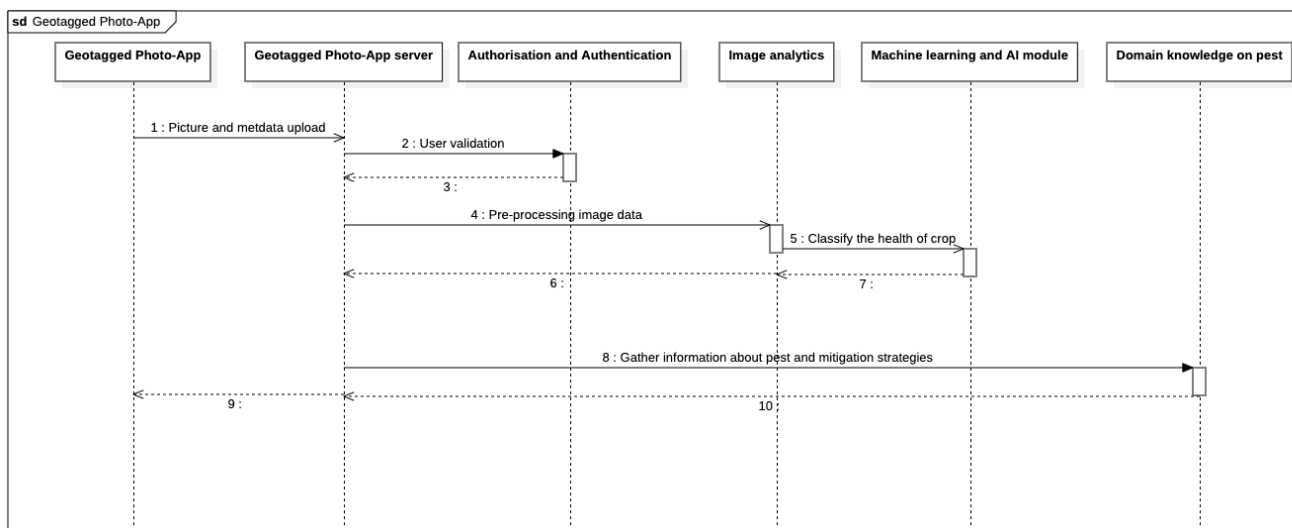 sd Geotagged Photo-App
Geotagged Photo-App
Geotagged Photo-App server
Authorisation and Authentication
Image analytics
Machine learning and AI module
Domain knowledge on pest
1 : Picture and metdata upload
2 : User validation
3 :
4 : Pre-processing image data
5 : Classify the health of crop
6 :
7 :
8 : Gather information about pest and mitigation strategies
9 :
10